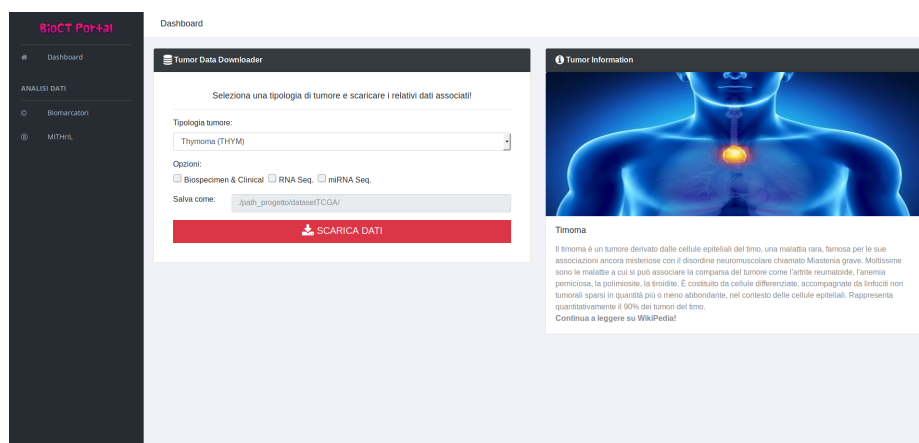 BioCT Portal
Dashboard
ANALISI DATI
Biomarcatori
MITHrIL
Dashboard
Tumor Data Downloader
Seleziona una tipologia di tumore e scaricare i relativi dati associati!
Tipologia tumore:
Thymoma (THYM)
Opzioni:
Biospecimen & Clinical RNA Seq. miRNA Seq.
Salva come: ./path_progetto/datasetTCGA/
SCARICA DATI
Tumor Information
Timoma
Il timoma è un tumore derivato dalle cellule epiteliali del timo, una malattia rara, famosa per le sue
associazioni ancora misteriose con il disordine neuromuscolare chiamato Miastenia grave. Moltissime
sono le malattie a cui si può associare la comparsa del tumore come l'artrite reumatoide, l'anemia
perniciosa, la polimiosite, la tiroidite. È costituito da cellule differenziate, accompagnate da linfociti non
tumorali sparsi in quantità più o meno abbondante, nel contesto delle cellule epiteliali. Rappresenta
quantitativamente il 90% dei tumori del timo.
Continua a leggere su WikiPedia!